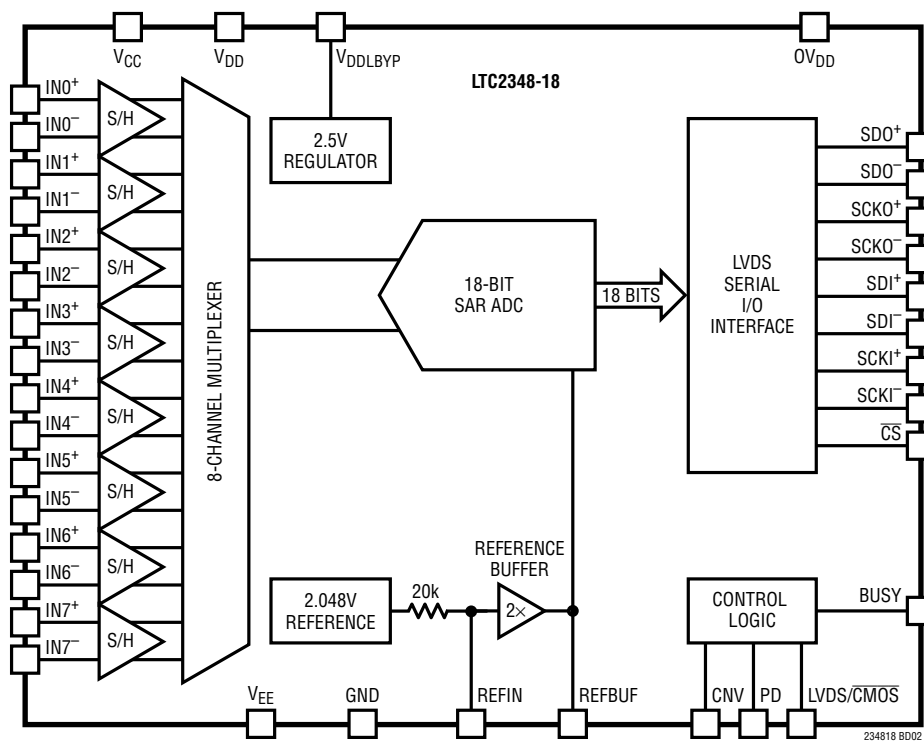 V_CC
V_DD
V_DDLBYP
OV_DD
LTC2348-18
IN0⁺
IN0⁻
IN1⁺
IN1⁻
IN2⁺
IN2⁻
IN3⁺
IN3⁻
IN4⁺
IN4⁻
IN5⁺
IN5⁻
IN6⁺
IN6⁻
IN7⁺
IN7⁻
S/H
S/H
S/H
S/H
S/H
S/H
S/H
S/H
8-CHANNEL MULTIPLEXER
2.5V
REGULATOR
18-BIT
SAR ADC
18 BITS
LVDS
SERIAL
I/O
INTERFACE
SDO⁺
SDO⁻
SCKO⁺
SCKO⁻
SDI⁺
SDI⁻
SCKI⁺
SCKI⁻
C̅S̅
2.048V
REFERENCE
20k
REFERENCE
BUFFER
2×
CONTROL
LOGIC
BUSY
V_EE
GND
REFIN
REFBUF
CNV
PD
LVDS/C̅M̅O̅S̅
234818 BD02